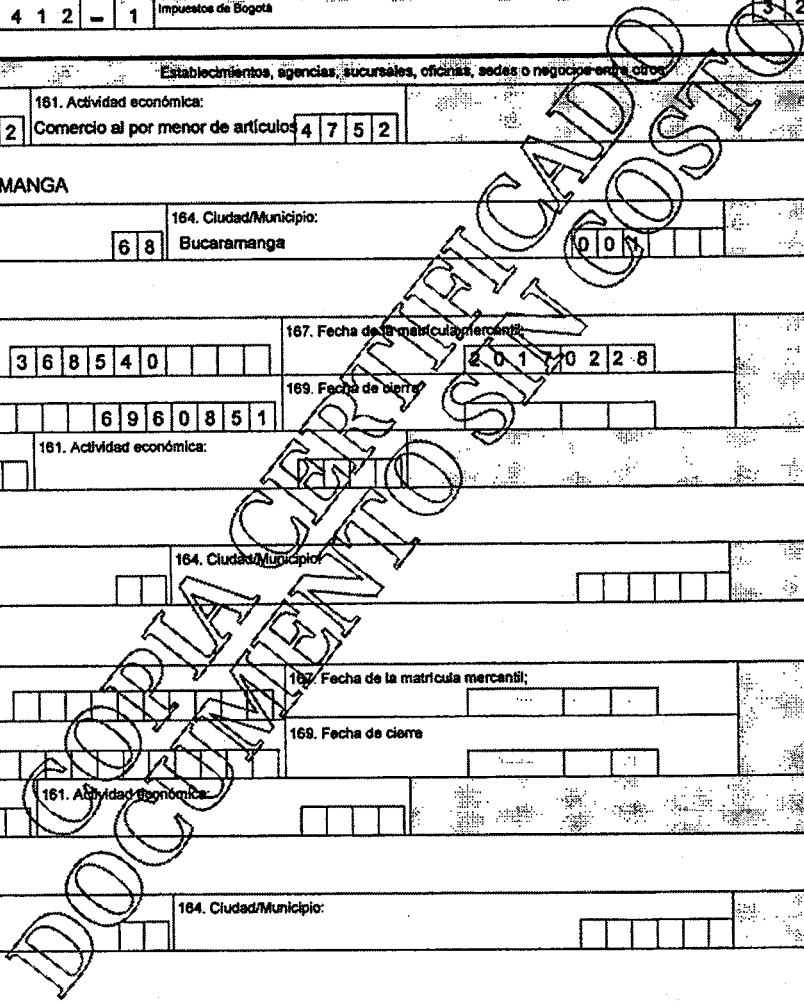 4 1 2 - 1 Impuestos de Bogotá 3 2
Establecimientos, agencias, sucursales, oficinas, sedes o negocios entre otros
161. Actividad económica:
2 Comercio al por menor de artículos 4 7 5 2
MANGA
164. Ciudad/Municipio:
6 8 Bucaramanga 0 0 1
167. Fecha de la matrícula mercantil;
3 6 8 5 4 0 2 0 1 7 0 2 2 8
169. Fecha de cierre
6 9 6 0 8 5 1
161. Actividad económica:
164. Ciudad/Municipio:
167. Fecha de la matrícula mercantil;
169. Fecha de cierre
161. Actividad económica:
164. Ciudad/Municipio:
COPIA CERTIFICADO
DOCUMENTO SIN COSTO